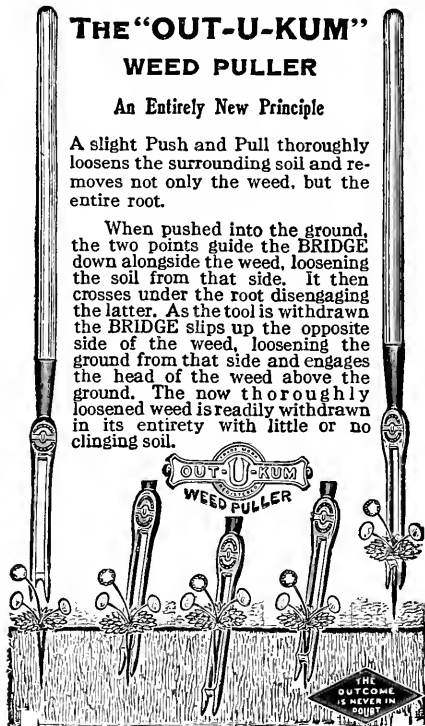 THE "OUT-U-KUM"
WEED PULLER
An Entirely New Principle
A slight Push and Pull thoroughly
loosens the surrounding soil and re-
moves not only the weed, but the
entire root.
When pushed into the ground,
the two points guide the BRIDGE
down alongside the weed, loosening
the soil from that side. It then
crosses under the root disengaging
the latter. As the tool is withdrawn
the BRIDGE slips up the opposite
side of the weed, loosening the
ground from that side and engages
the head of the weed above the
ground. The now thoroughly
loosened weed is readily withdrawn
in its entirety with little or no
clinging soil.
TRADE MARK
OUT-U-KUM
REGISTERED
WEED PULLER
THE
OUTCOME
IS NEVER IN
DOUBT